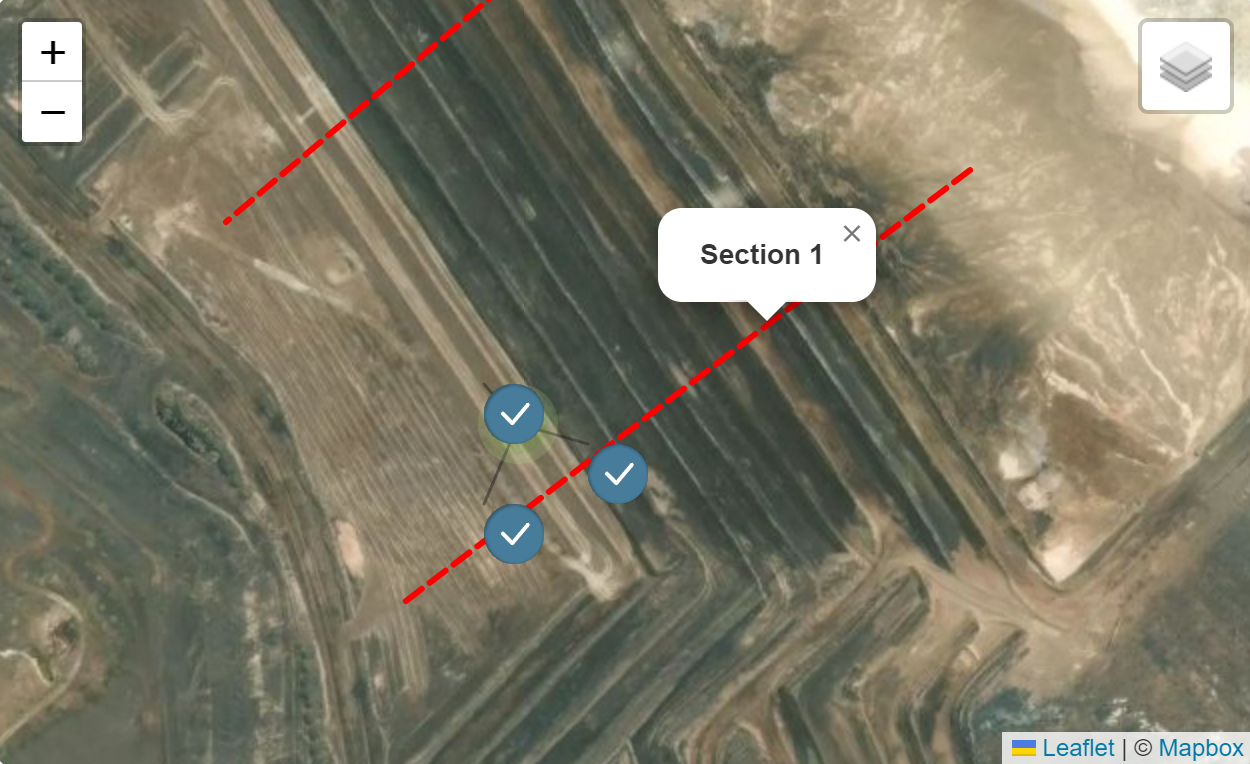 +
−
Section 1 ×
Leaflet | © Mapbox